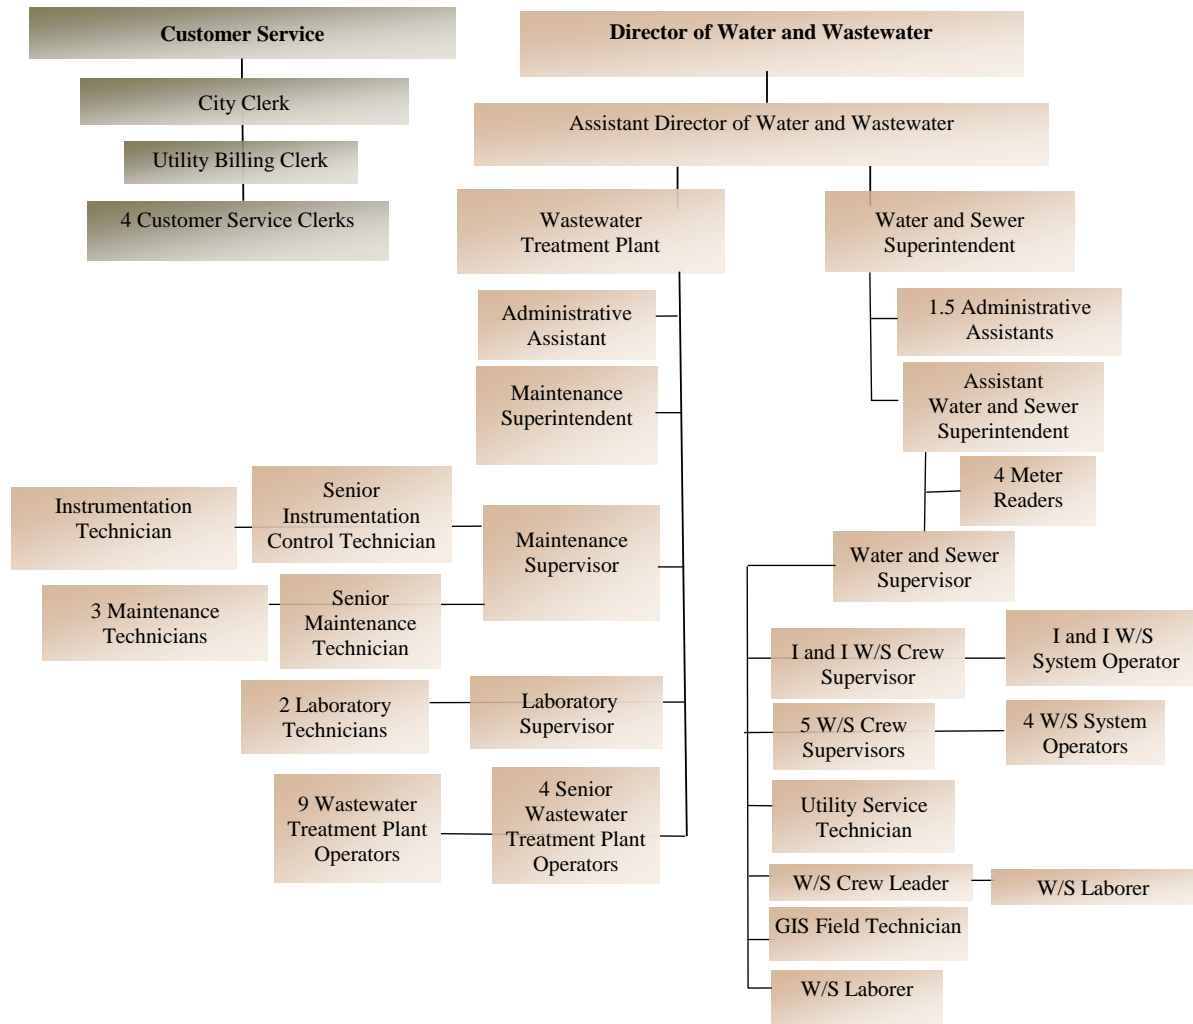 Customer Service
City Clerk
Utility Billing Clerk
4 Customer Service Clerks
Director of Water and Wastewater
Assistant Director of Water and Wastewater
Wastewater
Treatment Plant
Administrative
Assistant
Maintenance
Superintendent
Maintenance
Supervisor
Senior
Instrumentation
Control Technician
Instrumentation
Technician
Senior
Maintenance
Technician
3 Maintenance
Technicians
Laboratory
Supervisor
2 Laboratory
Technicians
4 Senior
Wastewater
Treatment Plant
Operators
9 Wastewater
Treatment Plant
Operators
Water and Sewer
Superintendent
1.5 Administrative
Assistants
Assistant
Water and Sewer
Superintendent
4 Meter
Readers
Water and Sewer
Supervisor
I and I W/S Crew
Supervisor
I and I W/S
System Operator
5 W/S Crew
Supervisors
4 W/S System
Operators
Utility Service
Technician
W/S Crew Leader
W/S Laborer
GIS Field Technician
W/S Laborer